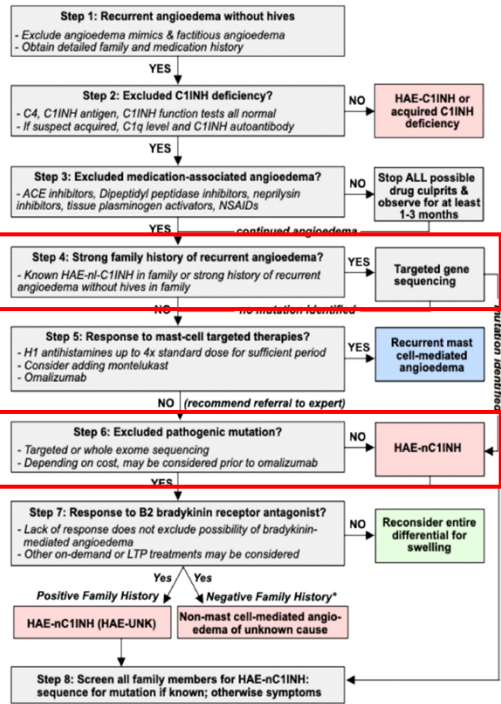 Step 1: Recurrent angioedema without hives
- Exclude angioedema mimics & factitious angioedema
- Obtain detailed family and medication history
YES
Step 2: Excluded C1INH deficiency?
- C4, C1INH antigen, C1INH function tests all normal
- If suspect acquired, C1q level and C1INH autoantibody
NO
HAE-C1INH or
acquired C1INH
deficiency
YES
Step 3: Excluded medication-associated angioedema?
- ACE inhibitors, Dipeptidyl peptidase inhibitors, neprilysin
inhibitors, tissue plasminogen activators, NSAIDs
NO
Stop ALL possible
drug culprits &
observe for at least
1-3 months
YES
continued angioedema
Step 4: Strong family history of recurrent angioedema?
- Known HAE-nl-C1INH in family or strong history of recurrent
angioedema without hives in family
YES
Targeted gene
sequencing
NO
no mutation identified
mutation identified
Step 5: Response to mast-cell targeted therapies?
- H1 antihistamines up to 4x standard dose for sufficient period
- Consider adding montelukast
- Omalizumab
YES
Recurrent mast
cell-mediated
angioedema
NO (recommend referral to expert)
Step 6: Excluded pathogenic mutation?
- Targeted or whole exome sequencing
- Depending on cost, may be considered prior to omalizumab
NO
HAE-nC1INH
YES
Step 7: Response to B2 bradykinin receptor antagonist?
- Lack of response does not exclude possibility of bradykinin-
mediated angioedema
- Other on-demand or LTP treatments may be considered
NO
Reconsider entire
differential for
swelling
Yes Yes
Positive Family History
Negative Family History*
HAE-nC1INH (HAE-UNK)
Non-mast cell-mediated angio-
edema of unknown cause
Step 8: Screen all family members for HAE-nC1INH:
sequence for mutation if known; otherwise symptoms